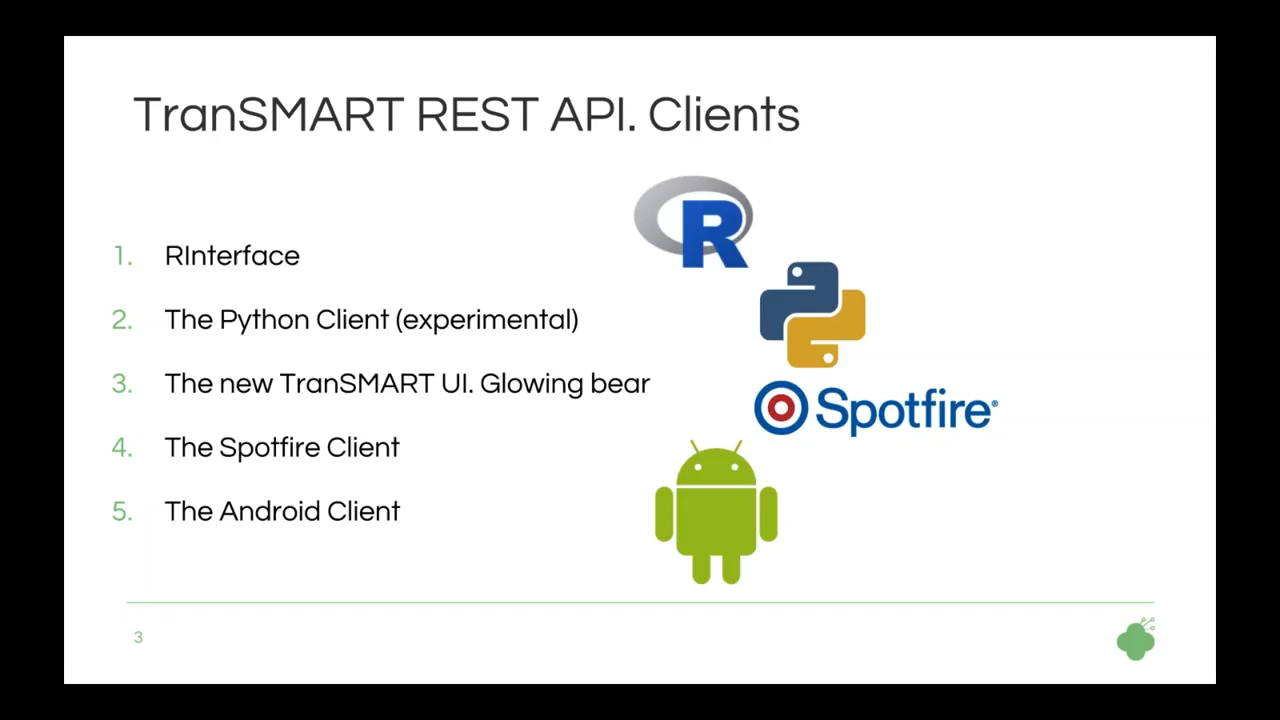 TranSMART REST API. Clients
1. RInterface
2. The Python Client (experimental)
3. The new TranSMART UI. Glowing bear
4. The Spotfire Client
5. The Android Client
R
Spotfire®
3